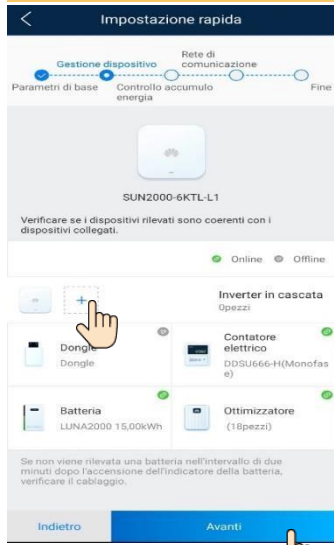 Impostazione rapida
Gestione dispositivo
Rete di
comunicazione
Parametri di base
Controllo accumulo
energia
Fine
SUN2000-6KTL-L1
Verificare se i dispositivi rilevati sono coerenti con i
dispositivi collegati.
Online
Offline
Inverter in cascata
0pezzi
Dongle
Dongle
Contatore
elettrico
DDSU666-H(Monofas
e)
Batteria
LUNA2000 15,00kWh
Ottimizzatore
(18pezzi)
Se non viene rilevata una batteria nell'intervallo di due
minuti dopo l'accensione dell'indicatore della batteria,
verificare il cablaggio.
Indietro
Avanti